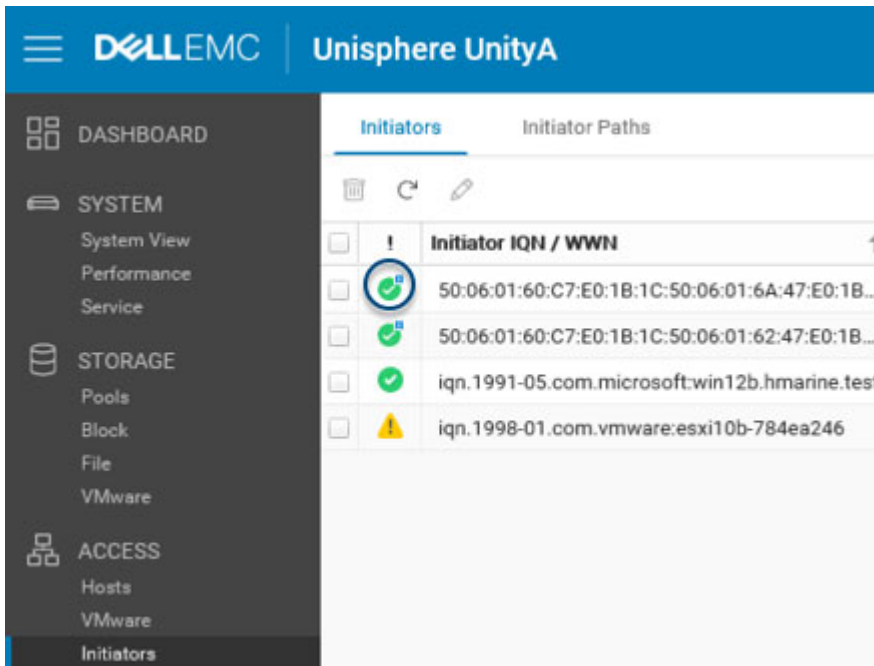 DELLEMC Unisphere UnityA
DASHBOARD
SYSTEM
System View
Performance
Service
STORAGE
Pools
Block
File
VMware
ACCESS
Hosts
VMware
Initiators
Initiators Initiator Paths
! Initiator IQN / WWN
50:06:01:60:C7:E0:1B:1C:50:06:01:6A:47:E0:1B...
50:06:01:60:C7:E0:1B:1C:50:06:01:62:47:E0:1B...
iqn.1991-05.com.microsoft:win12b.hmarine.tes
iqn.1998-01.com.vmware:esxi10b-784ea246